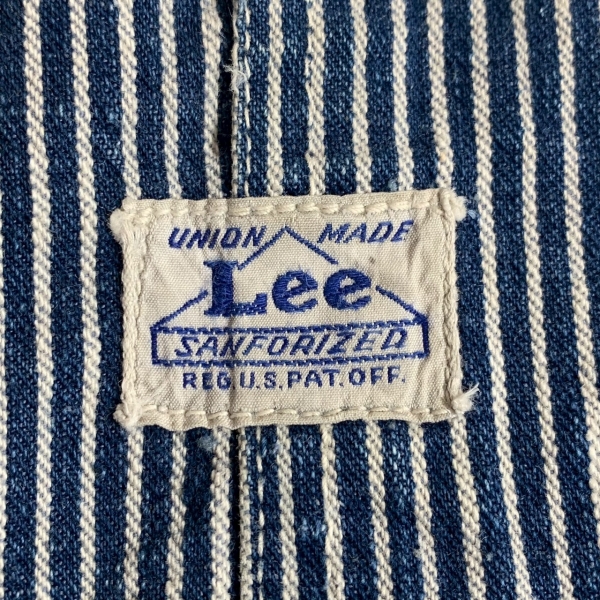 UNION MADE
Lee
SANFORIZED
REG.U.S.PAT.OFF.